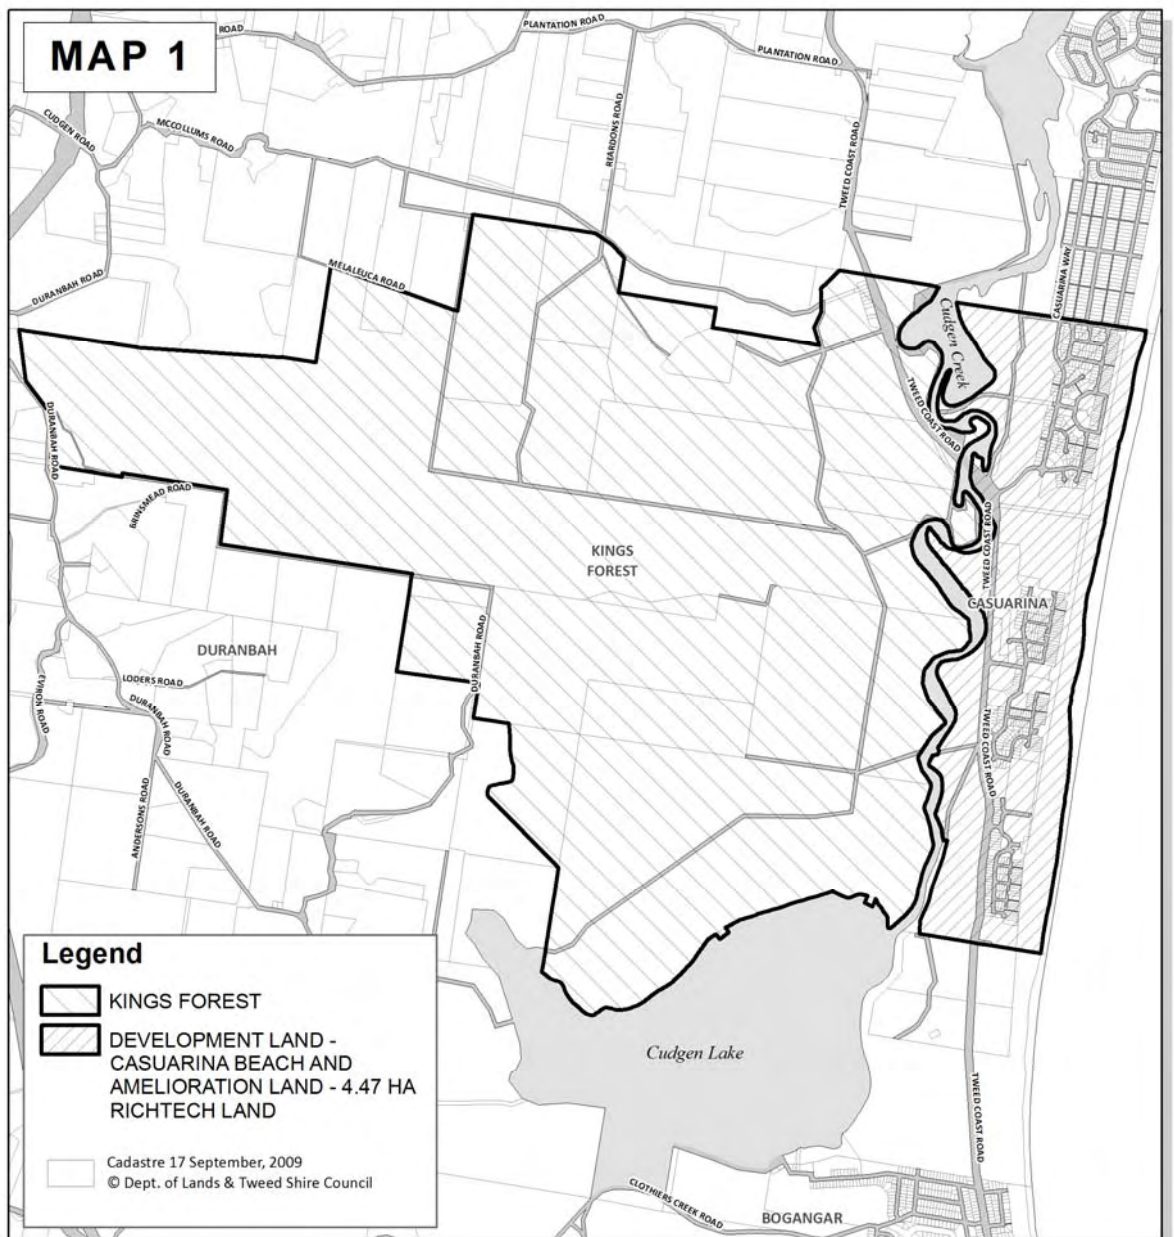 MAP 1
ROAD
PLANTATION ROAD
PLANTATION ROAD
CUDGEN ROAD
MCCOLLUMS ROAD
REARDONS ROAD
TWEED COAST ROAD
CASUARINA WAY
MELALEUCA ROAD
DURANBAH ROAD
Cudgen Creek
TWEED COAST ROAD
DURANBAH ROAD
BRINSMEAD ROAD
TWEED COAST ROAD
KINGS
FOREST
CASUARINA
DURANBAH
DURANBAH ROAD
LODERS ROAD
EVIRON ROAD
DURANBAH ROAD
TWEED COAST ROAD
ANDERSONS ROAD
DURANBAH ROAD
Legend
KINGS FOREST
DEVELOPMENT LAND -
CASUARINA BEACH AND
AMELIORATION LAND - 4.47 HA
RICHTECH LAND
Cadastre 17 September, 2009
© Dept. of Lands & Tweed Shire Council
Cudgen Lake
TWEED COAST ROAD
CLOTHIERS CREEK ROAD
BOGANGAR